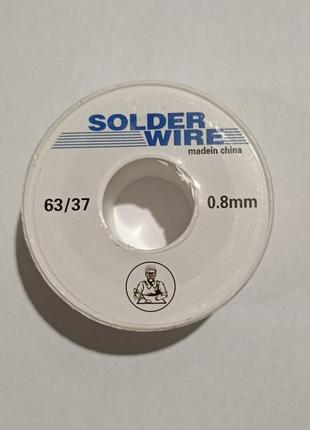 SOLDER
WIRE
madein china
63/37
0.8mm